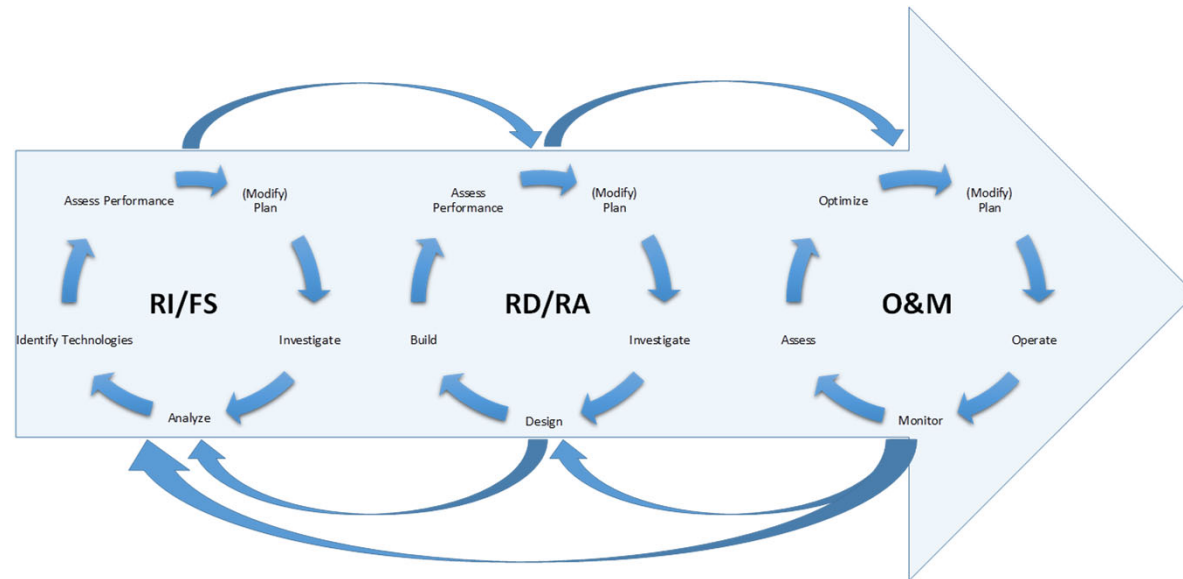 Assess Performance
(Modify)
Plan
RI/FS
Identify Technologies
Investigate
Analyze
Assess
Performance
(Modify)
Plan
RD/RA
Build
Investigate
Design
Optimize
(Modify)
Plan
O&M
Assess
Operate
Monitor